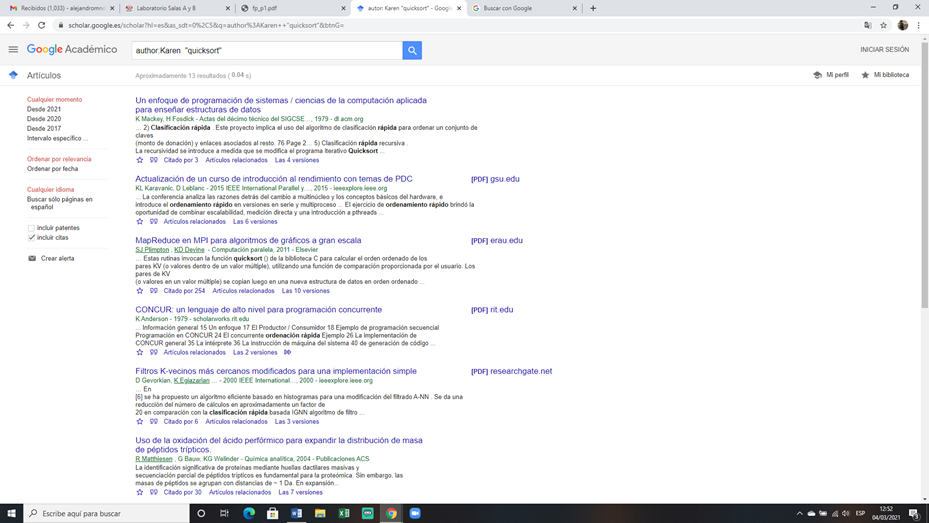 Recibidos (1,033) - alejandromno
Laboratorio Salas A y B
fp_p1.pdf
autor: Karen "quicksort" - Google
Buscar con Google
scholar.google.es/scholar?hl=es&as_sdt=0%2C5&q=author%3AKaren++"quicksort"&btnG=
Google Académico
author:Karen "quicksort"
INICIAR SESIÓN
Artículos
Aproximadamente 13 resultados ( 0.04 s)
Mi perfil
Mi biblioteca
Cualquier momento
Desde 2021
Desde 2020
Desde 2017
Intervalo específico ...
Ordenar por relevancia
Ordenar por fecha
Cualquier idioma
Buscar sólo páginas en
español
incluir patentes
incluir citas
Crear alerta
Un enfoque de programación de sistemas / ciencias de la computación aplicada
para enseñar estructuras de datos
K Mackey, H Fosdick - Actas del décimo técnico del SIGCSE..., 1979 - dl.acm.org
... 2) Clasificación rápida . Este proyecto implica el uso del algoritmo de clasificación rápida para ordenar un conjunto de
claves
(monto de donación) y enlaces asociados al resto. 76 Page 2... 5) Clasificación rápida recursiva .
La recursividad se introduce a medida que se modifica el programa iterativo Quicksort ...
Citado por 3 Artículos relacionados Las 4 versiones
Actualización de un curso de introducción al rendimiento con temas de PDC
[PDF] gsu.edu
KL Karavanic, D Leblanc - 2015 IEEE International Parallel y..., 2015 - ieeexplore.ieee.org
... La conferencia analiza las razones detrás del cambio a multinúcleo y los conceptos básicos del hardware, e
introduce el ordenamiento rápido en versiones en serie y multiproceso ... El ejercicio de ordenamiento rápido brindó la
oportunidad de combinar escalabilidad, medición directa y una introducción a pthreads ...
Artículos relacionados Las 6 versiones
MapReduce en MPI para algoritmos de gráficos a gran escala
[PDF] erau.edu
SJ Plimpton , KD Devine - Computación paralela, 2011 - Elsevier
... Estas rutinas invocan la función quicksort () de la biblioteca C para calcular el orden ordenado de los
pares KV (o valores dentro de un valor múltiple), utilizando una función de comparación proporcionada por el usuario. Los
pares de KV
(o valores en un valor múltiple) se copian luego en una nueva estructura de datos en orden ordenado ...
Citado por 254 Artículos relacionados Las 10 versiones
CONCUR: un lenguaje de alto nivel para programación concurrente
[PDF] rit.edu
K Anderson - 1979 - scholarworks.rit.edu
... Información general 15 Un enfoque 17 El Productor / Consumidor 18 Ejemplo de programación secuencial
Programación en CONCUR 24 El concurrente ordenación rápida Ejemplo 26 La implementación de
CONCUR general 35 La intérprete 36 La instrucción de máquina del sistema 40 de generación de código ...
Artículos relacionados Las 2 versiones
Filtros K-vecinos más cercanos modificados para una implementación simple
[PDF] researchgate.net
D Gevorkian, K Egiazarian ... - 2000 IEEE International..., 2000 - ieeexplore.ieee.org
... En
[6] se ha propuesto un algoritmo eficiente basado en histogramas para una modificación del filtrado A-NN . Se da una
reducción del número de cálculos en aproximadamente un factor de
20 en comparación con la clasificación rápida basada IGNN algoritmo de filtro ...
Citado por 6 Artículos relacionados Las 3 versiones
Uso de la oxidación del ácido perfórmico para expandir la distribución de masa
de péptidos trípticos.
R Matthiesen , G Bauw, KG Welinder - Química analítica, 2004 - Publicaciones ACS
La identificación significativa de proteínas mediante huellas dactilares masivas y
secuenciación parcial de péptidos trípticos es fundamental para la proteómica. Sin embargo, las
masas de péptidos se agrupan con distancias de ~ 1 Da. En expansión...
Citado por 30 Artículos relacionados Las 7 versiones
Escribe aquí para buscar
ESP
12:52
04/03/2021